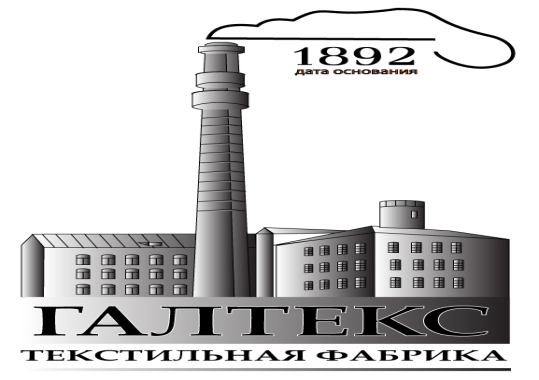 1892
дата основания
ГАЛТЕКС
ТЕКСТИЛЬНАЯ ФАБРИКА